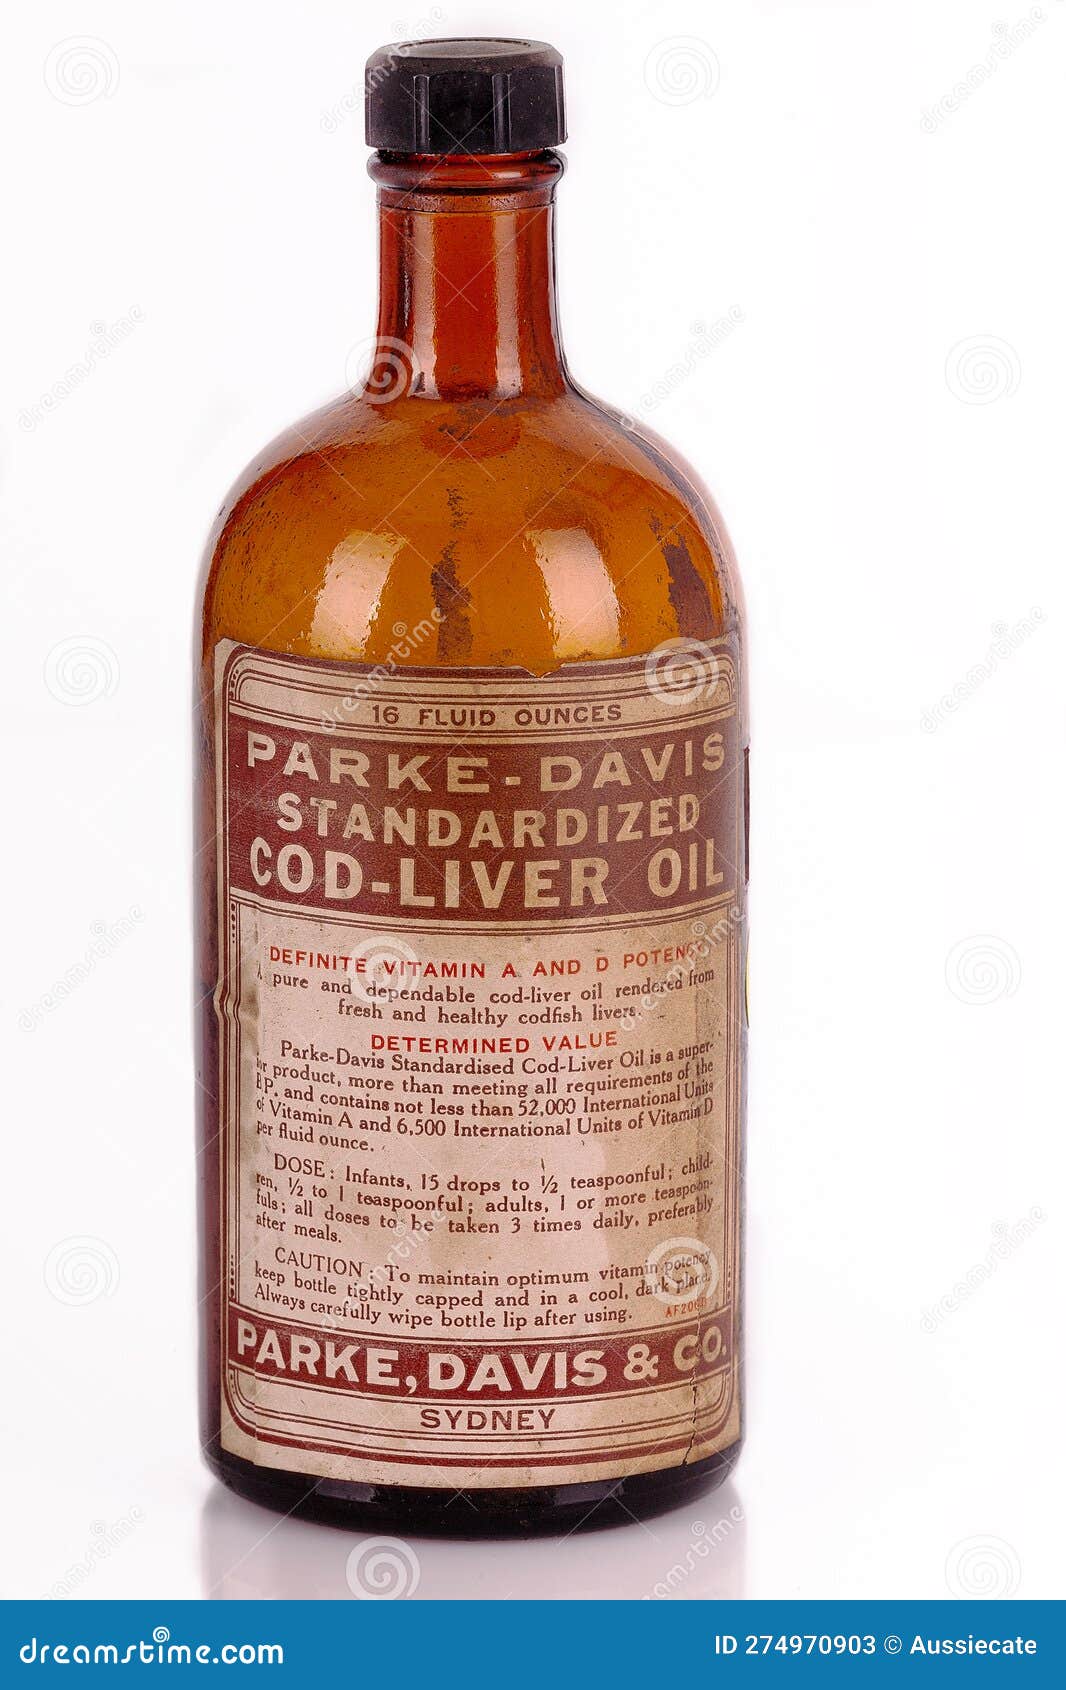 16 FLUID OUNCES
PARKE-DAVIS
STANDARDIZED
COD-LIVER OIL
DEFINITE VITAMIN A AND D POTENCY
A pure and dependable cod-liver oil rendered from
fresh and healthy codfish livers.
DETERMINED VALUE
Parke-Davis Standardised Cod-Liver Oil is a super-
ior product, more than meeting all requirements of the
B.P. and contains not less than 52,000 International Units
of Vitamin A and 6,500 International Units of Vitamin D
per fluid ounce.
DOSE: Infants, 15 drops to ½ teaspoonful; child-
ren, ½ to 1 teaspoonful; adults, 1 or more teaspoon-
fuls; all doses to be taken 3 times daily, preferably
after meals.
CAUTION: To maintain optimum vitamin potency
keep bottle tightly capped and in a cool, dark place.
Always carefully wipe bottle lip after using.
PARKE, DAVIS & CO.
SYDNEY
dreamstime.com
ID 274970903 © Aussiecate